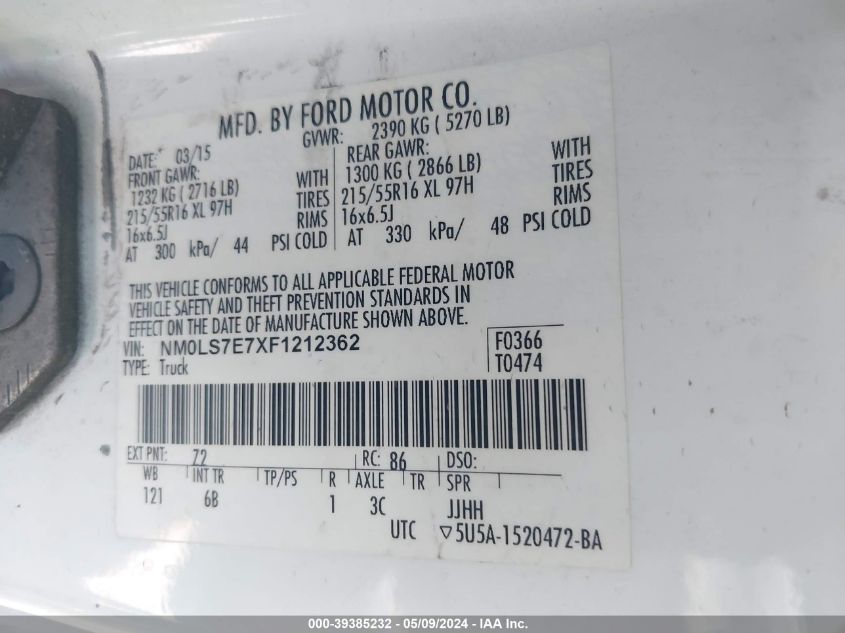 MFD. BY FORD MOTOR CO.
DATE: 03/15 GVWR: 2390 KG ( 5270 LB)
FRONT GAWR: REAR GAWR: WITH
1232 KG ( 2716 LB) WITH 1300 KG ( 2866 LB) TIRES
215/55R16 XL 97H TIRES 215/55R16 XL 97H RIMS
16x6.5J RIMS 16x6.5J
AT 300 kPa/ 44 PSI COLD AT 330 kPa/ 48 PSI COLD
THIS VEHICLE CONFORMS TO ALL APPLICABLE FEDERAL MOTOR
VEHICLE SAFETY AND THEFT PREVENTION STANDARDS IN
EFFECT ON THE DATE OF MANUFACTURE SHOWN ABOVE.
VIN: NM0LS7E7XF1212362 F0366
TYPE: Truck T0474
EXT PNT: 72 RC: 86 DSO:
WB INT TR TP/PS R AXLE TR SPR
121 6B 1 3C JJHH
UTC ▽5U5A-1520472-BA
000-39385232 - 05/09/2024 - IAA Inc.